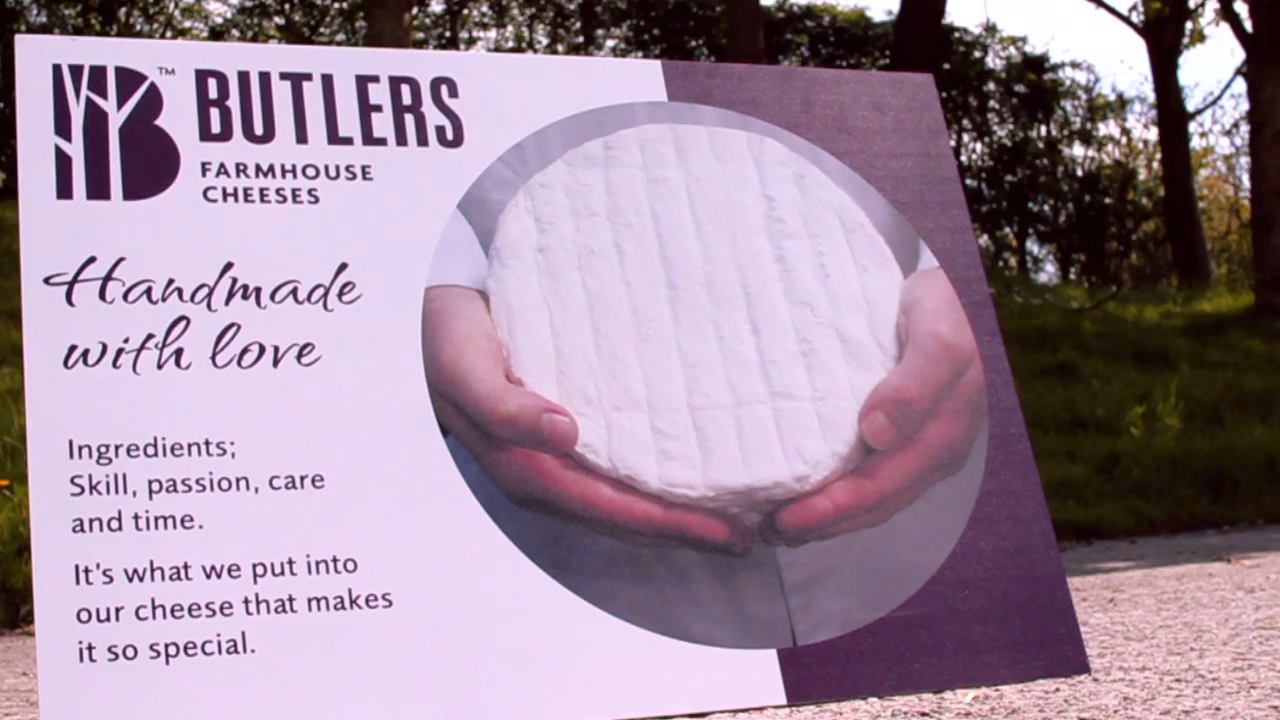 B™ BUTLERS
FARMHOUSE
CHEESES
Handmade
with love
Ingredients;
Skill, passion, care
and time.
It's what we put into
our cheese that makes
it so special.